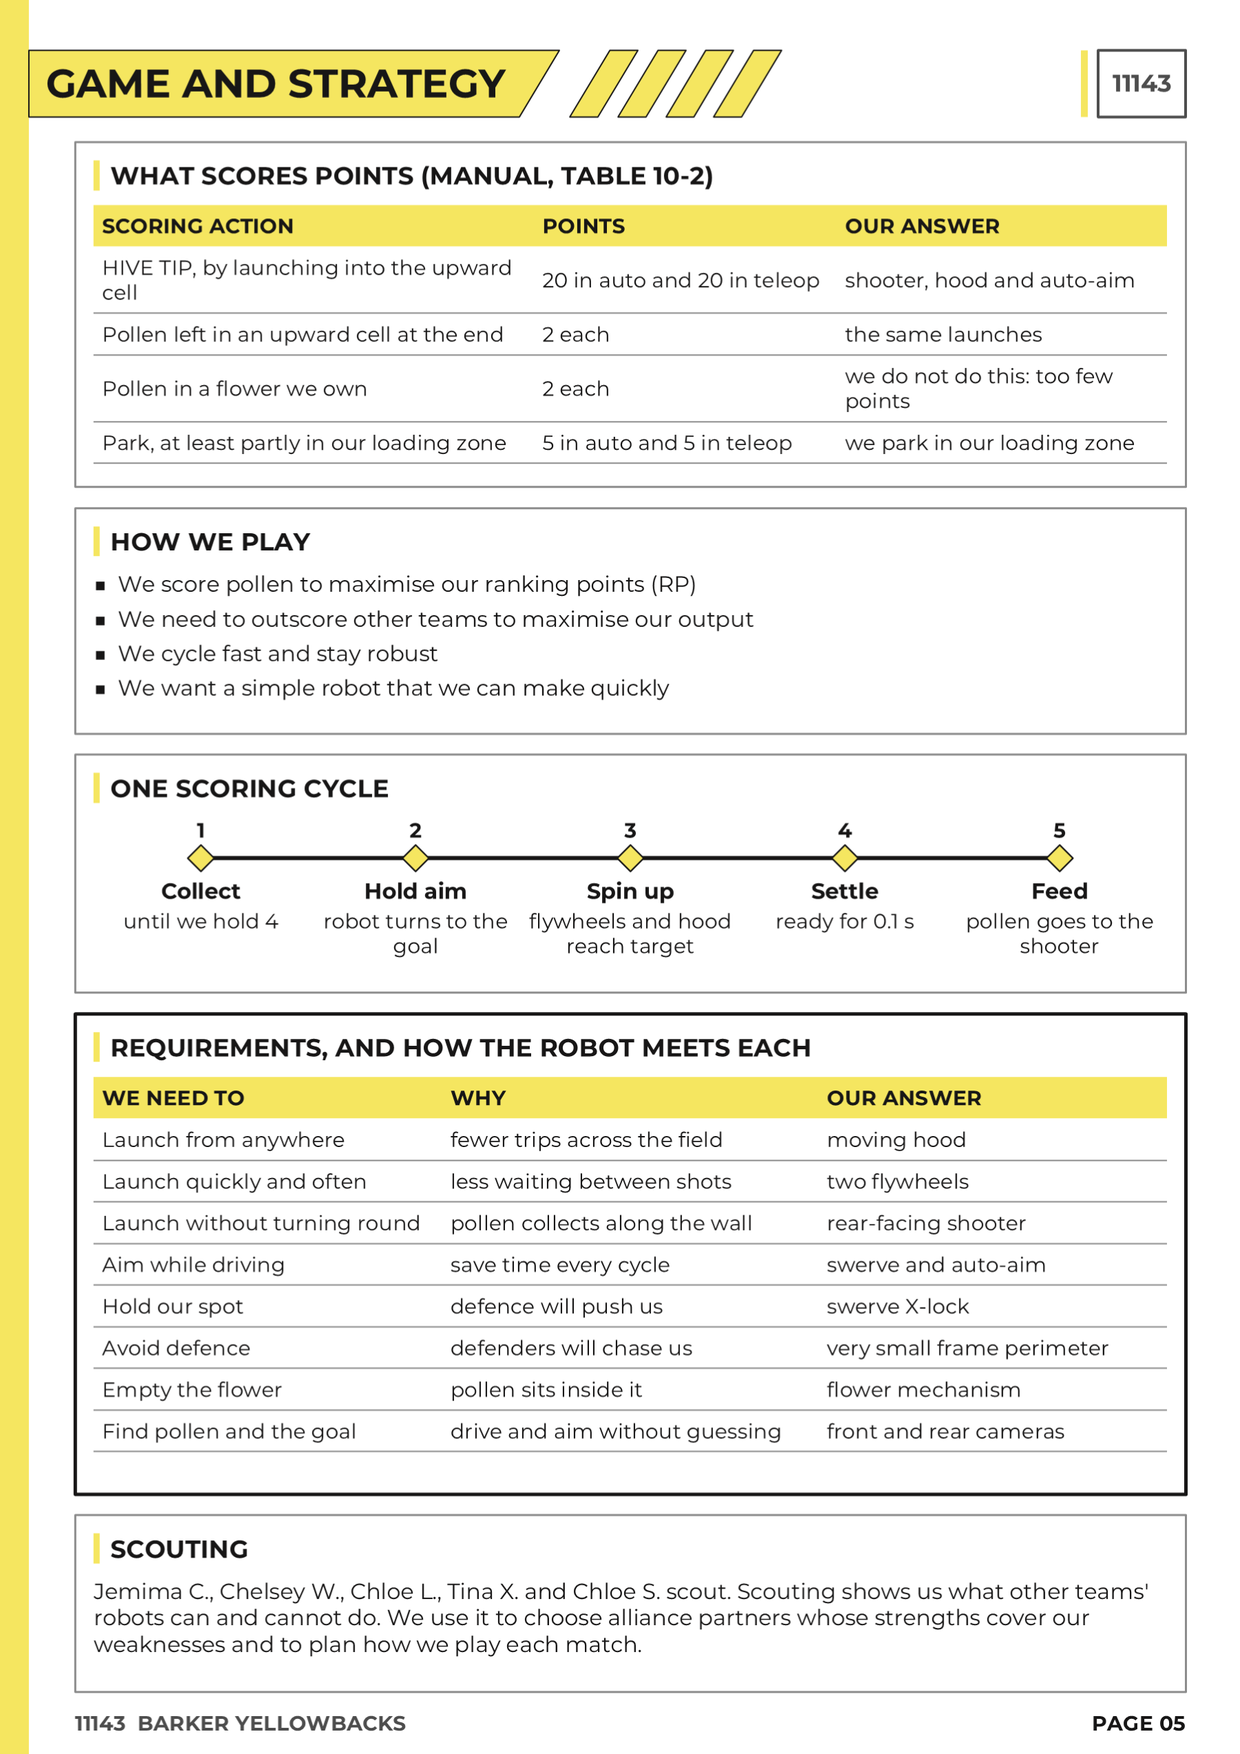 GAME AND STRATEGY
11143
WHAT SCORES POINTS (MANUAL, TABLE 10-2)
SCORING ACTION POINTS OUR ANSWER
HIVE TIP, by launching into the upward cell 20 in auto and 20 in teleop shooter, hood and auto-aim
Pollen left in an upward cell at the end 2 each the same launches
Pollen in a flower we own 2 each we do not do this: too few points
Park, at least partly in our loading zone 5 in auto and 5 in teleop we park in our loading zone
HOW WE PLAY
▪ We score pollen to maximise our ranking points (RP)
▪ We need to outscore other teams to maximise our output
▪ We cycle fast and stay robust
▪ We want a simple robot that we can make quickly
ONE SCORING CYCLE
1 2 3 4 5
Collect Hold aim Spin up Settle Feed
until we hold 4 robot turns to the goal flywheels and hood reach target ready for 0.1 s pollen goes to the shooter
REQUIREMENTS, AND HOW THE ROBOT MEETS EACH
WE NEED TO WHY OUR ANSWER
Launch from anywhere fewer trips across the field moving hood
Launch quickly and often less waiting between shots two flywheels
Launch without turning round pollen collects along the wall rear-facing shooter
Aim while driving save time every cycle swerve and auto-aim
Hold our spot defence will push us swerve X-lock
Avoid defence defenders will chase us very small frame perimeter
Empty the flower pollen sits inside it flower mechanism
Find pollen and the goal drive and aim without guessing front and rear cameras
SCOUTING
Jemima C., Chelsey W., Chloe L., Tina X. and Chloe S. scout. Scouting shows us what other teams'
robots can and cannot do. We use it to choose alliance partners whose strengths cover our
weaknesses and to plan how we play each match.
11143 BARKER YELLOWBACKS PAGE 05